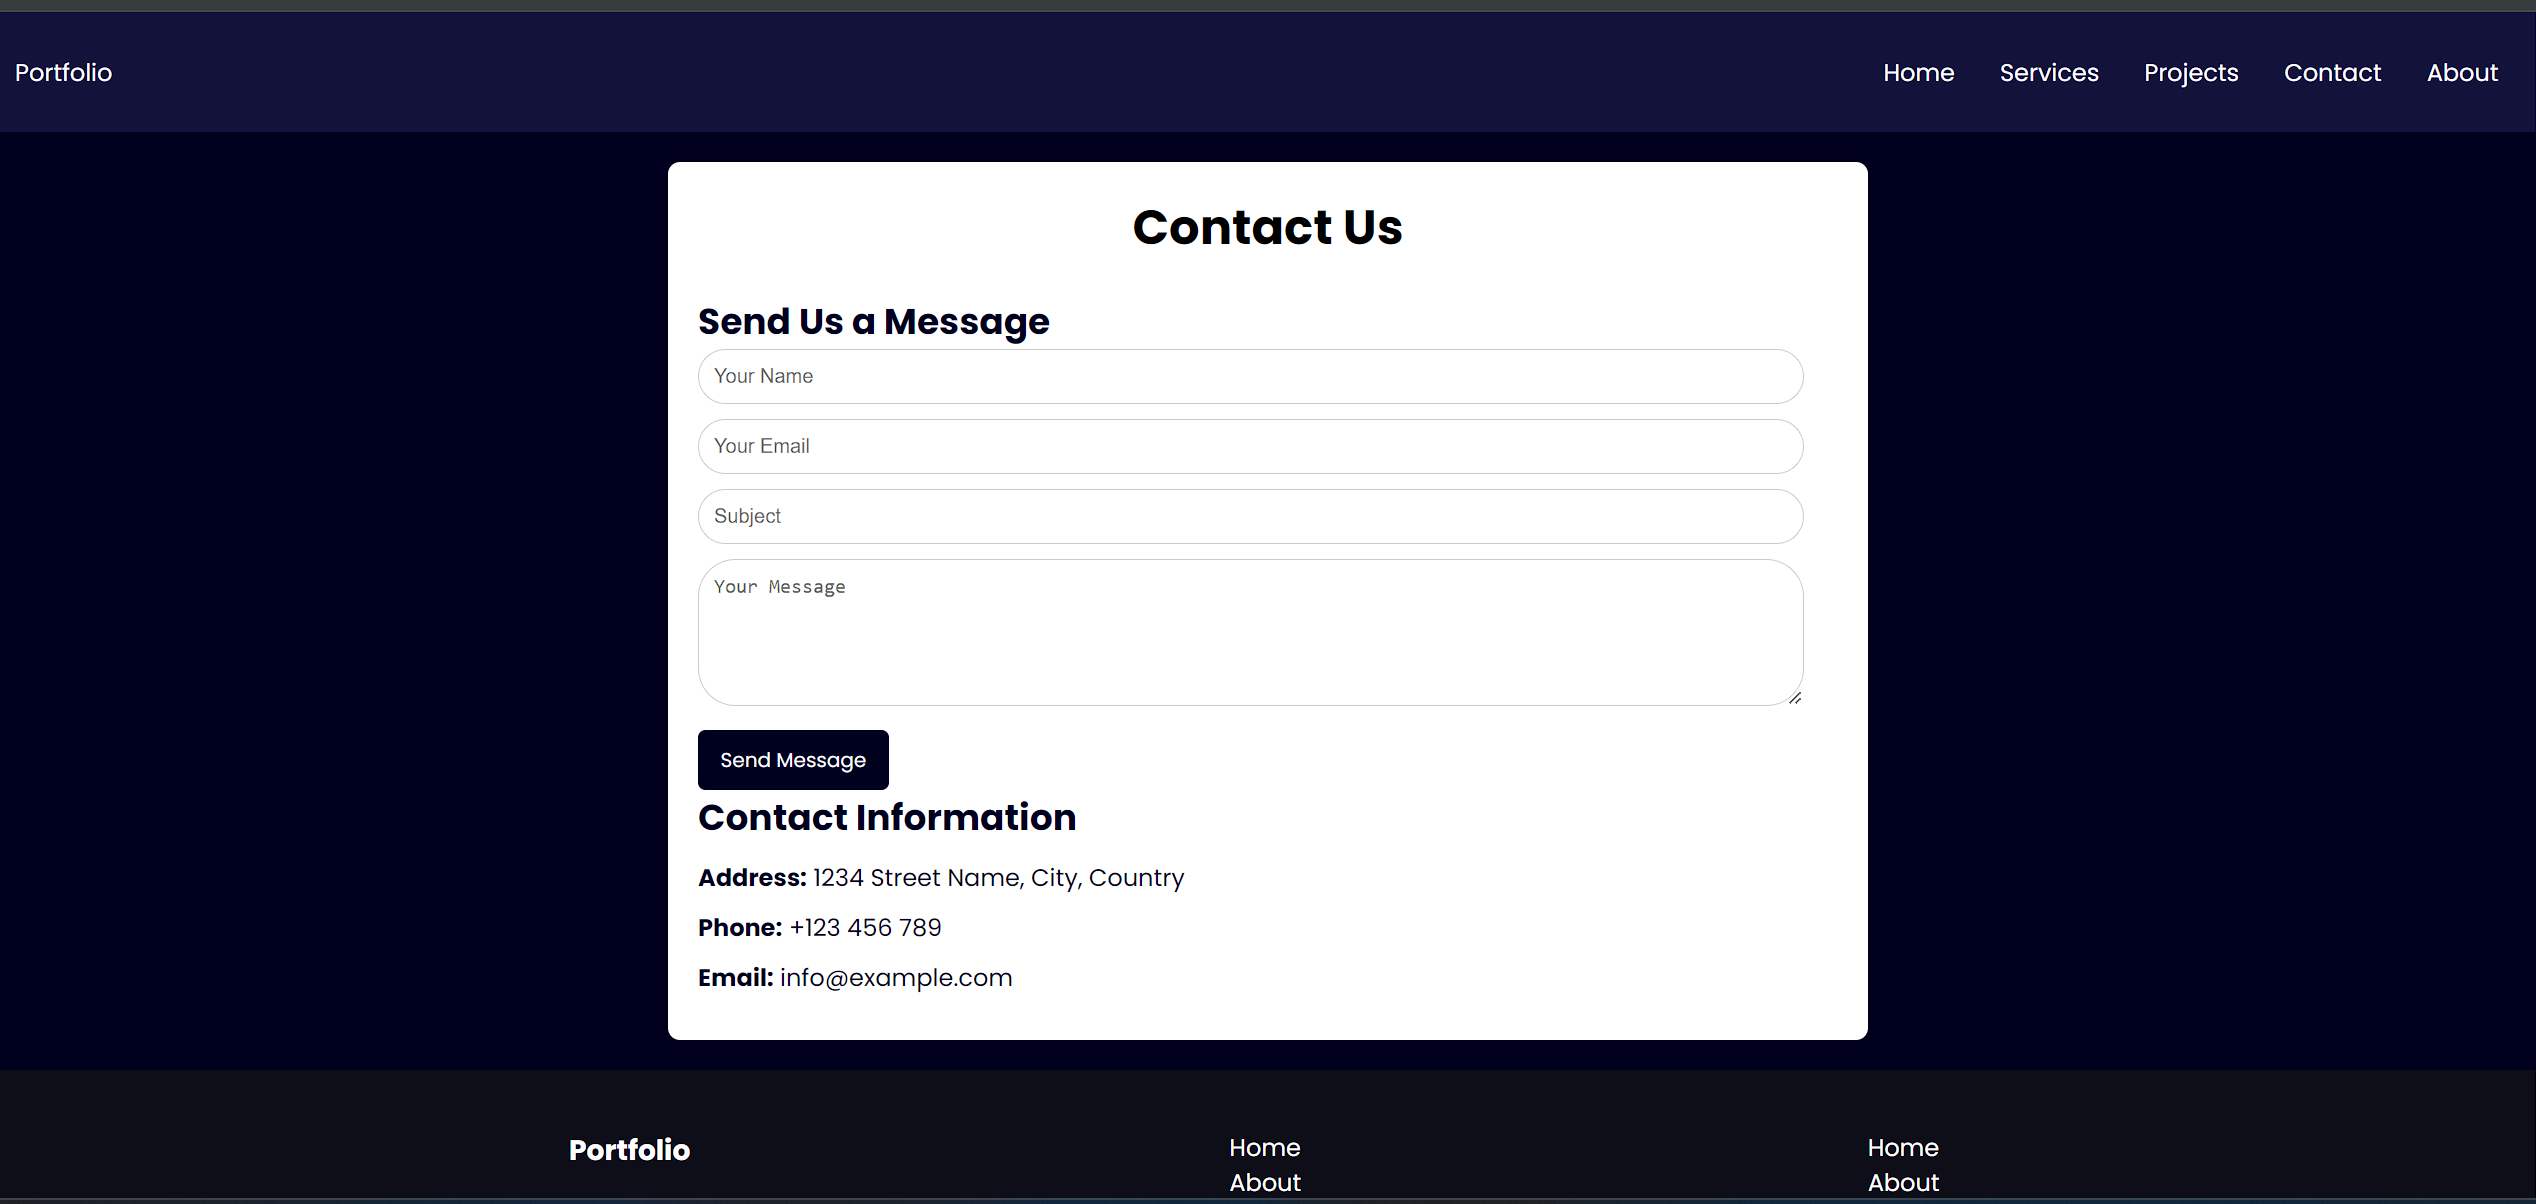 Portfolio
Home Services Projects Contact About
Contact Us
Send Us a Message
Your Name
Your Email
Subject
Your Message
Send Message
Contact Information
Address: 1234 Street Name, City, Country
Phone: +123 456 789
Email: info@example.com
Portfolio
Home
About
Home
About